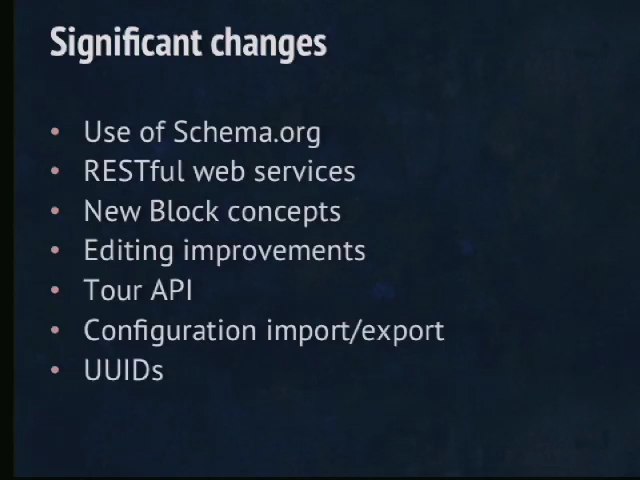 Significant changes
• Use of Schema.org
• RESTful web services
• New Block concepts
• Editing improvements
• Tour API
• Configuration import/export
• UUIDs